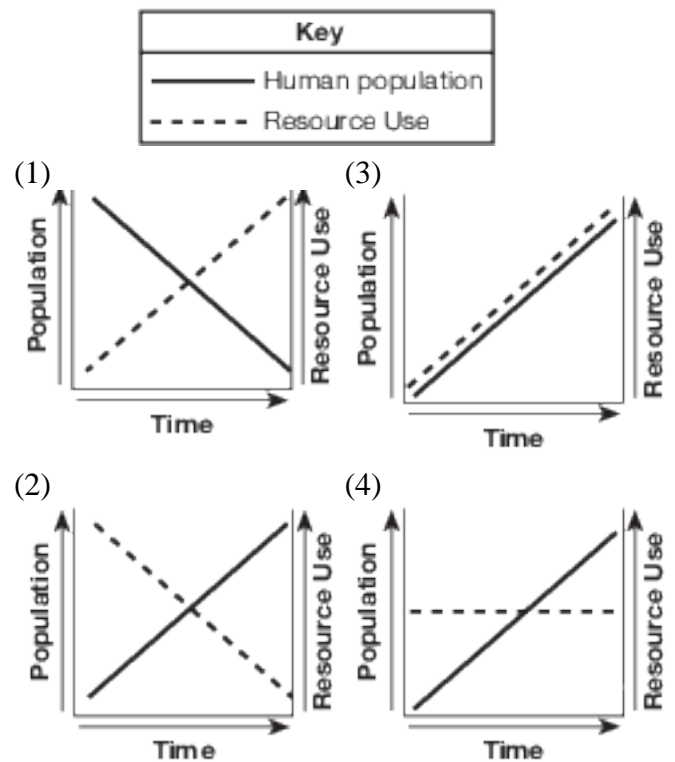 Key
Human population
Resource Use
(1)
Population
Resource Use
Time
(3)
Population
Resource Use
Time
(2)
Population
Resource Use
Time
(4)
Population
Resource Use
Time